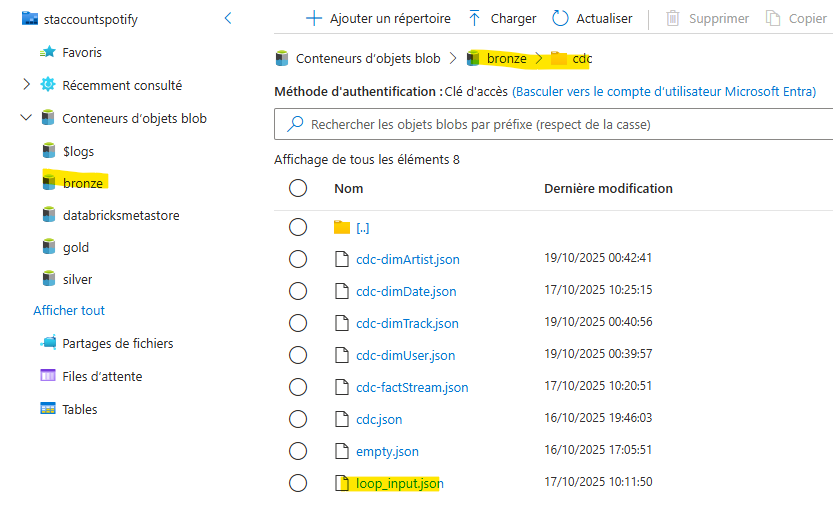 staccountspotify
Favoris
Récemment consulté
Conteneurs d'objets blob
$logs
bronze
databricksmetastore
gold
silver
Afficher tout
Partages de fichiers
Files d'attente
Tables
Ajouter un répertoire Charger Actualiser Supprimer Copier
Conteneurs d'objets blob > bronze > cdc
Méthode d'authentification : Clé d'accès (Basculer vers le compte d'utilisateur Microsoft Entra)
Rechercher les objets blobs par préfixe (respect de la casse)
Affichage de tous les éléments 8
Nom Dernière modification
[..]
cdc-dimArtist.json 19/10/2025 00:42:41
cdc-dimDate.json 17/10/2025 10:25:15
cdc-dimTrack.json 19/10/2025 00:40:56
cdc-dimUser.json 19/10/2025 00:39:57
cdc-factStream.json 17/10/2025 10:20:51
cdc.json 16/10/2025 19:46:03
empty.json 16/10/2025 17:05:51
loop_input.json 17/10/2025 10:11:50